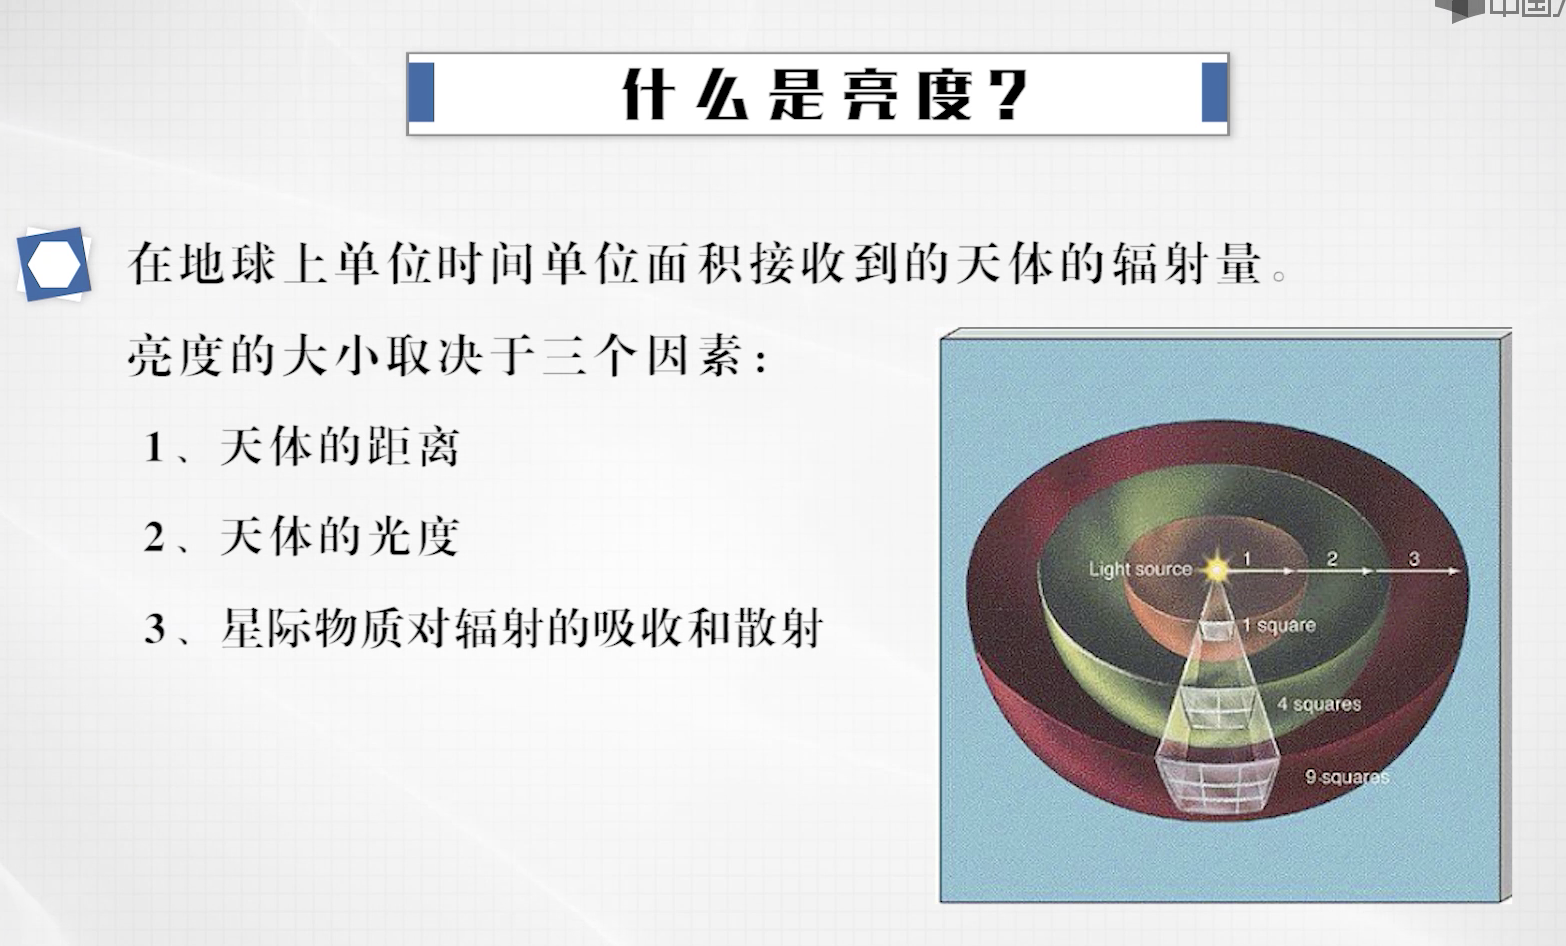 中国
什么是亮度?
在地球上单位时间单位面积接收到的天体的辐射量。
亮度的大小取决于三个因素:
1、天体的距离
2、天体的光度
3、星际物质对辐射的吸收和散射
Light source 1 2 3
1 square
4 squares
9 squares